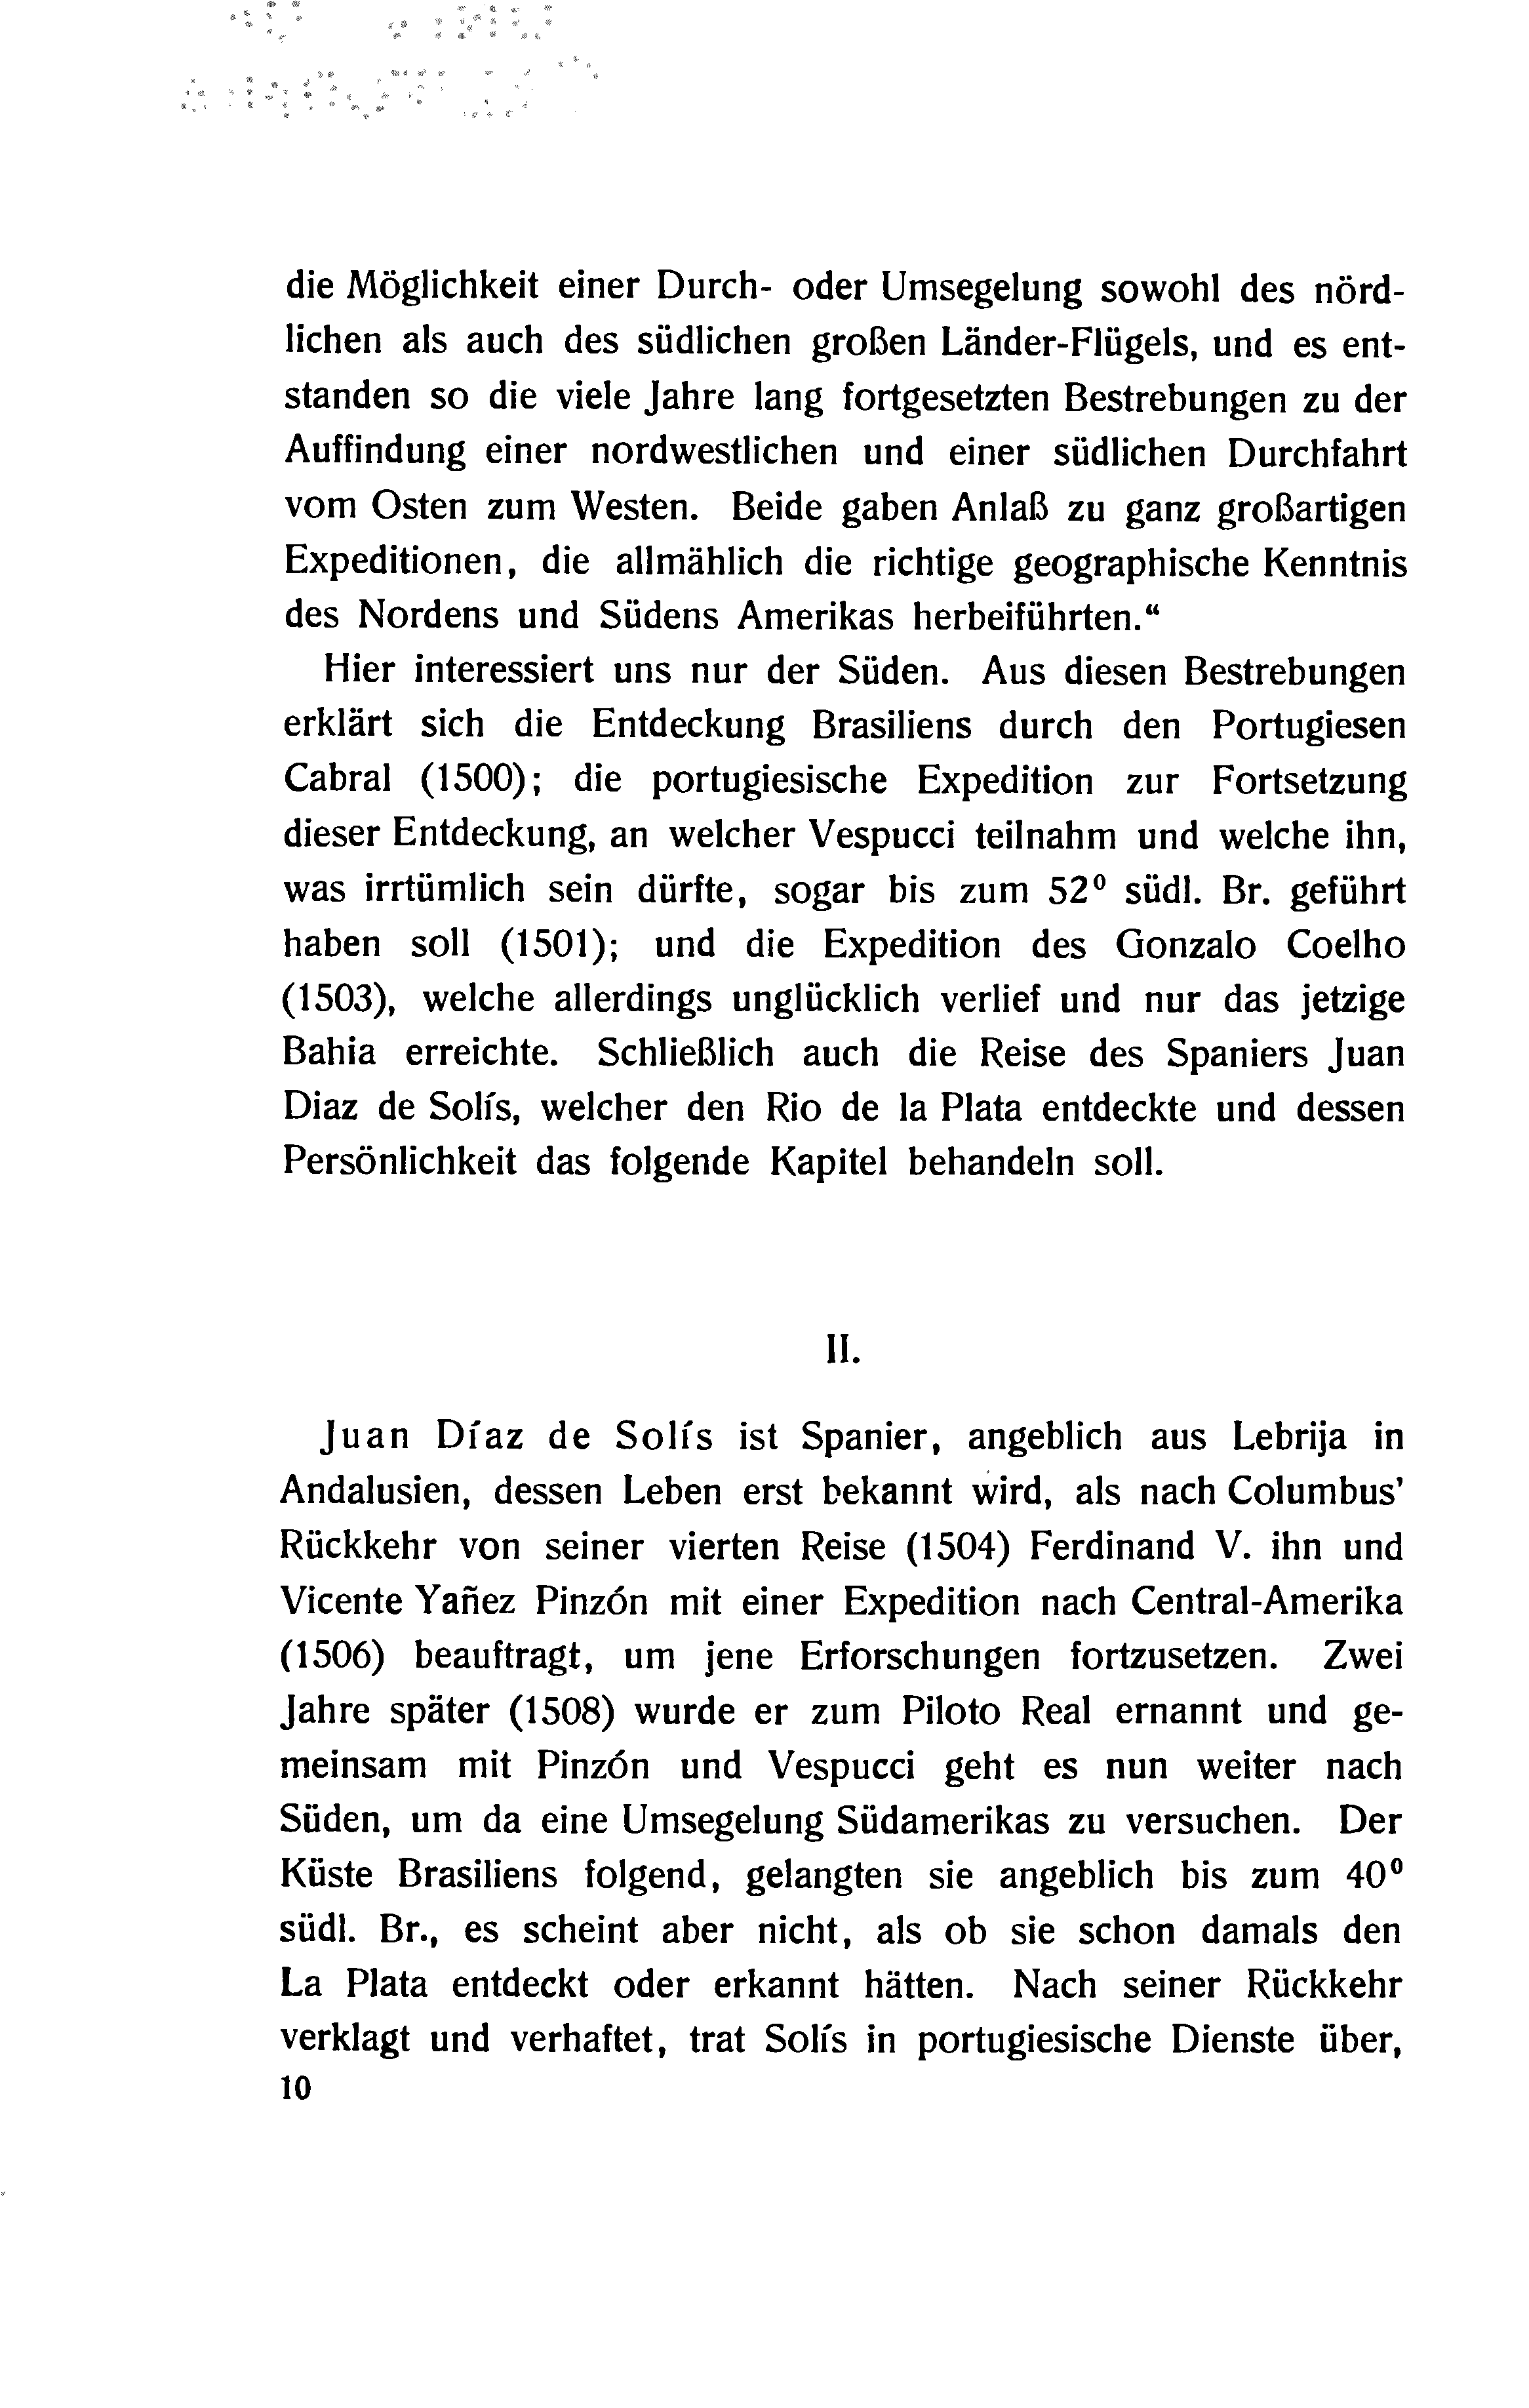 die Möglichkeit einer Durch- oder Umsegelung sowohl des nörd-
lichen als auch des südlichen großen Länder-Flügels, und es ent-
standen so die viele Jahre lang fortgesetzten Bestrebungen zu der
Auffindung einer nordwestlichen und einer südlichen Durchfahrt
vom Osten zum Westen. Beide gaben Anlaß zu ganz großartigen
Expeditionen, die allmählich die richtige geographische Kenntnis
des Nordens und Südens Amerikas herbeiführten.“
Hier interessiert uns nur der Süden. Aus diesen Bestrebungen
erklärt sich die Entdeckung Brasiliens durch den Portugiesen
Cabral (1500); die portugiesische Expedition zur Fortsetzung
dieser Entdeckung, an welcher Vespucci teilnahm und welche ihn,
was irrtümlich sein dürfte, sogar bis zum 52⁰ südl. Br. geführt
haben soll (1501); und die Expedition des Gonzalo Coelho
(1503), welche allerdings unglücklich verlief und nur das jetzige
Bahia erreichte. Schließlich auch die Reise des Spaniers Juan
Diaz de Solís, welcher den Rio de la Plata entdeckte und dessen
Persönlichkeit das folgende Kapitel behandeln soll.
II.
Juan Díaz de Solís ist Spanier, angeblich aus Lebrija in
Andalusien, dessen Leben erst bekannt wird, als nach Columbus’
Rückkehr von seiner vierten Reise (1504) Ferdinand V. ihn und
Vicente Yañez Pinzón mit einer Expedition nach Central-Amerika
(1506) beauftragt, um jene Erforschungen fortzusetzen. Zwei
Jahre später (1508) wurde er zum Piloto Real ernannt und ge-
meinsam mit Pinzón und Vespucci geht es nun weiter nach
Süden, um da eine Umsegelung Südamerikas zu versuchen. Der
Küste Brasiliens folgend, gelangten sie angeblich bis zum 40⁰
südl. Br., es scheint aber nicht, als ob sie schon damals den
La Plata entdeckt oder erkannt hätten. Nach seiner Rückkehr
verklagt und verhaftet, trat Solís in portugiesische Dienste über,
10